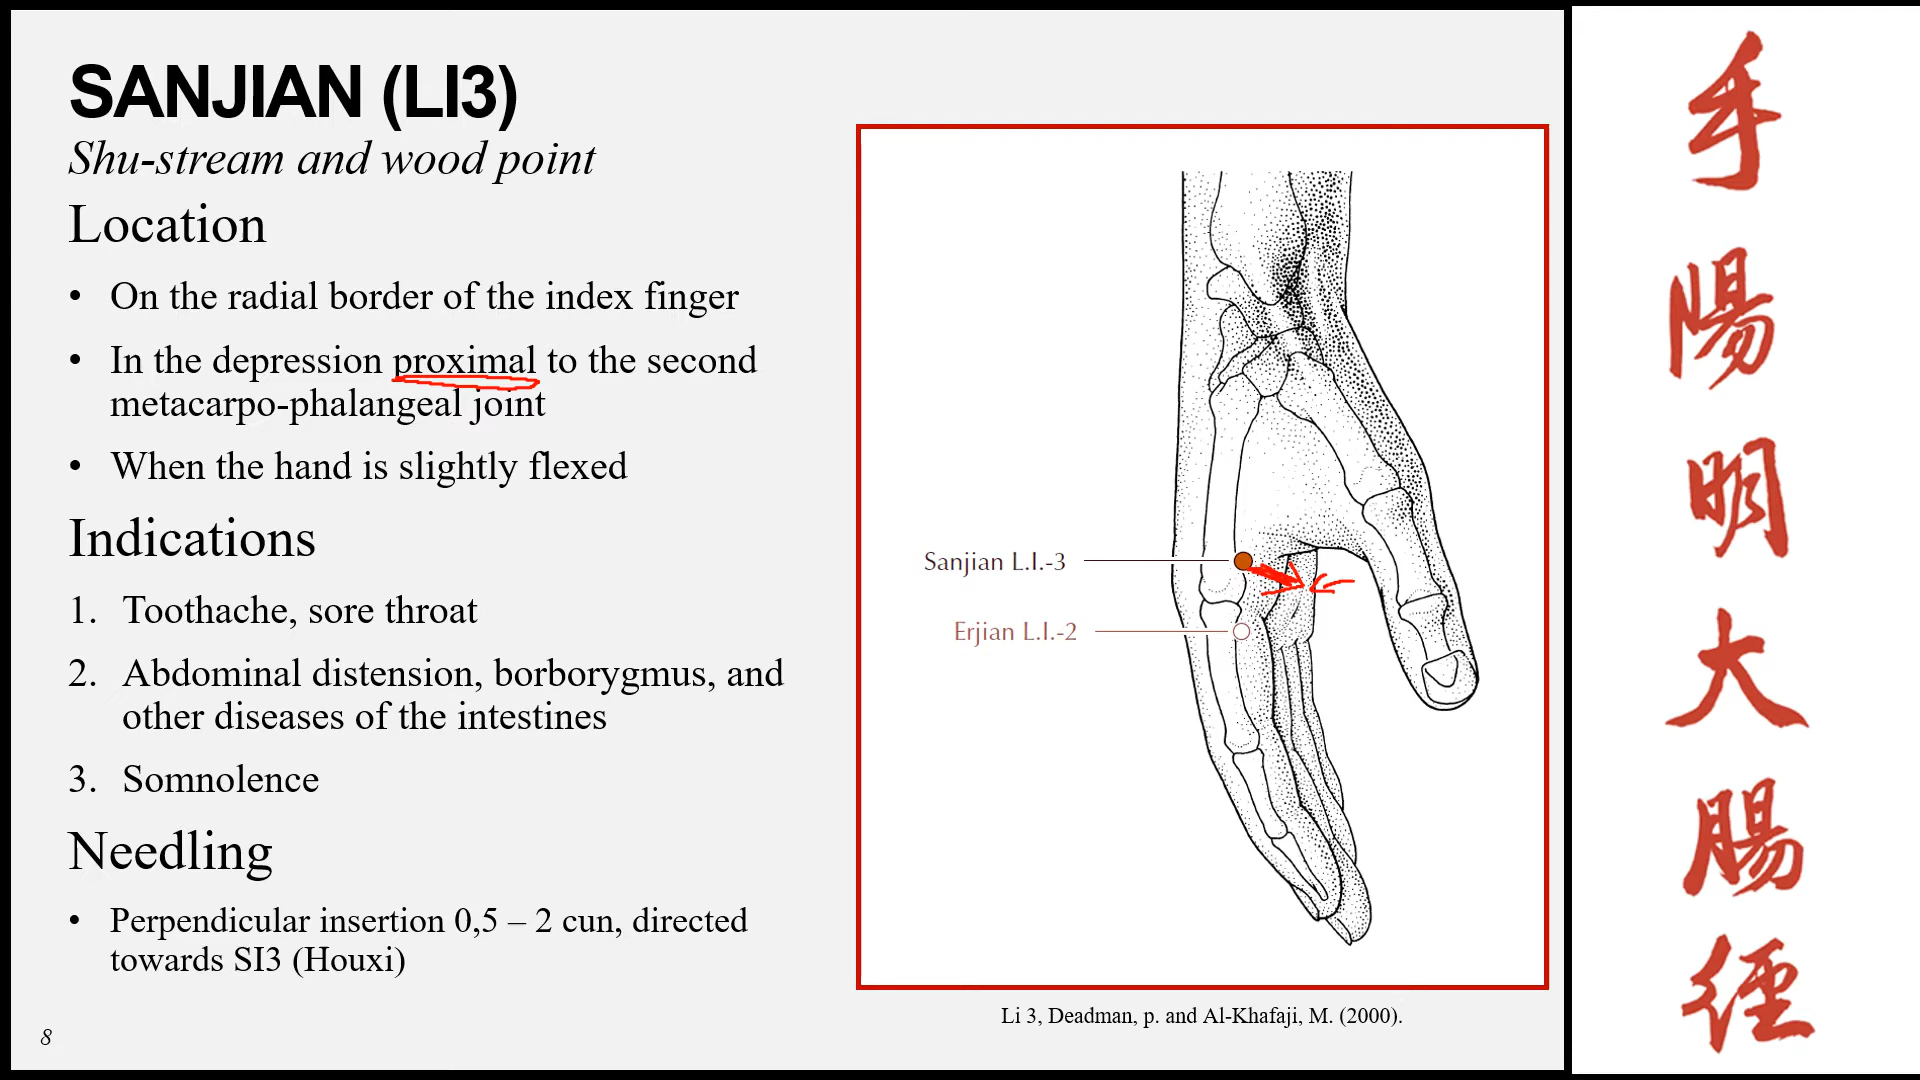 SANJIAN (LI3)
Shu-stream and wood point
Location
• On the radial border of the index finger
• In the depression proximal to the second
metacarpo-phalangeal joint
• When the hand is slightly flexed
Indications
1. Toothache, sore throat
2. Abdominal distension, borborygmus, and
other diseases of the intestines
3. Somnolence
Needling
• Perpendicular insertion 0,5 – 2 cun, directed
towards SI3 (Houxi)
8
Sanjian L.I.-3
Erjian L.I.-2
Li 3, Deadman, p. and Al-Khafaji, M. (2000).
手
陽
明
大
腸
經